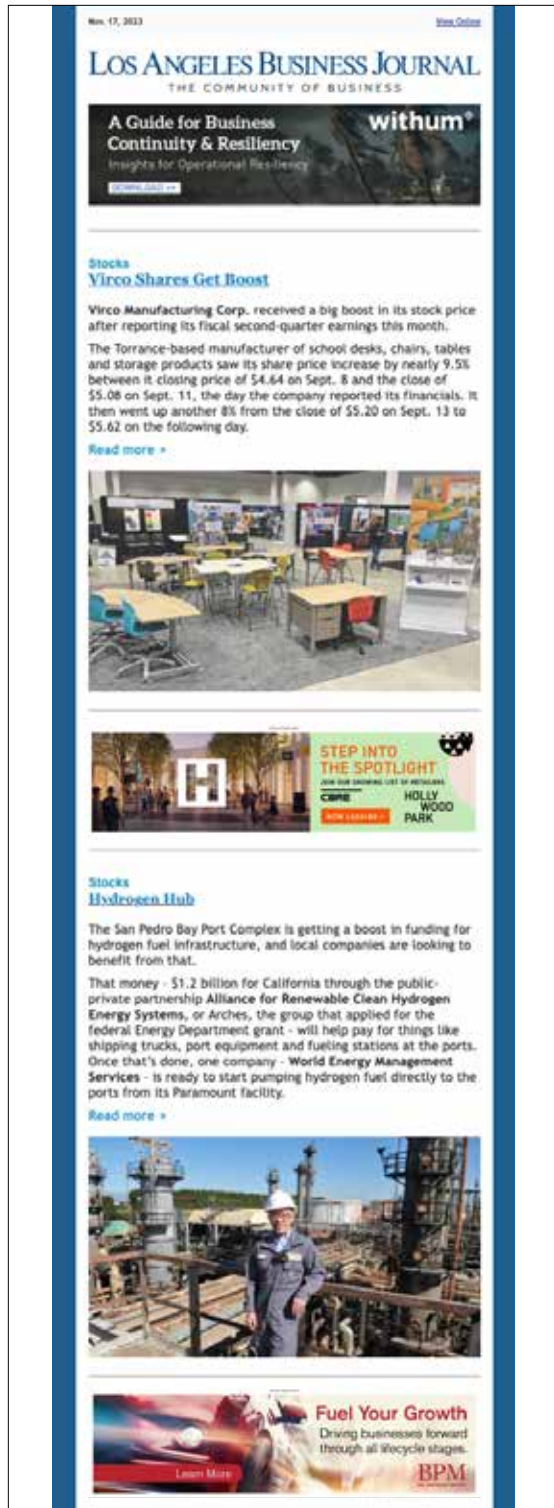 Nov. 17, 2023
View Online
LOS ANGELES BUSINESS JOURNAL
THE COMMUNITY OF BUSINESS
A Guide for Business
Continuity & Resiliency
Insights for Operational Resiliency
DOWNLOAD >>
withum
Stocks
Virco Shares Get Boost
Virco Manufacturing Corp. received a big boost in its stock price
after reporting its fiscal second-quarter earnings this month.
The Torrance-based manufacturer of school desks, chairs, tables
and storage products saw its share price increase by nearly 9.5%
between it closing price of $4.64 on Sept. 8 and the close of
$5.08 on Sept. 11, the day the company reported its financials. It
then went up another 8% from the close of $5.20 on Sept. 13 to
$5.62 on the following day.
Read more »
H
STEP INTO
THE SPOTLIGHT
JOIN OUR GROWING LIST OF RETAILERS
CBRE
NOW LEASING >
HOLLY
WOOD
PARK
Stocks
Hydrogen Hub
The San Pedro Bay Port Complex is getting a boost in funding for
hydrogen fuel infrastructure, and local companies are looking to
benefit from that.
That money - $1.2 billion for California through the public-
private partnership Alliance for Renewable Clean Hydrogen
Energy Systems, or Arches, the group that applied for the
federal Energy Department grant - will help pay for things like
shipping trucks, port equipment and fueling stations at the ports.
Once that's done, one company - World Energy Management
Services - is ready to start pumping hydrogen fuel directly to the
ports from its Paramount facility.
Read more »
Fuel Your Growth
Driving businesses forward
through all lifecycle stages.
Learn More
BPM